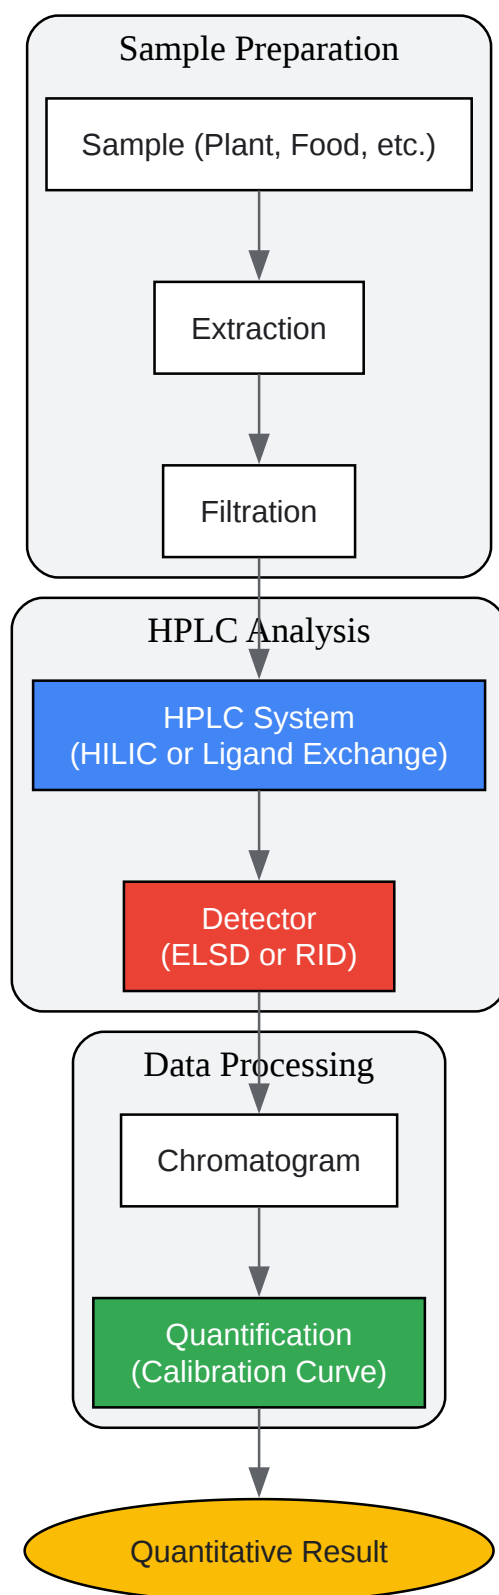 Sample Preparation
Sample (Plant, Food, etc.)
Extraction
Filtration
HPLC Analysis
HPLC System
(HILIC or Ligand Exchange)
Detector
(ELSD or RID)
Data Processing
Chromatogram
Quantification
(Calibration Curve)
Quantitative Result